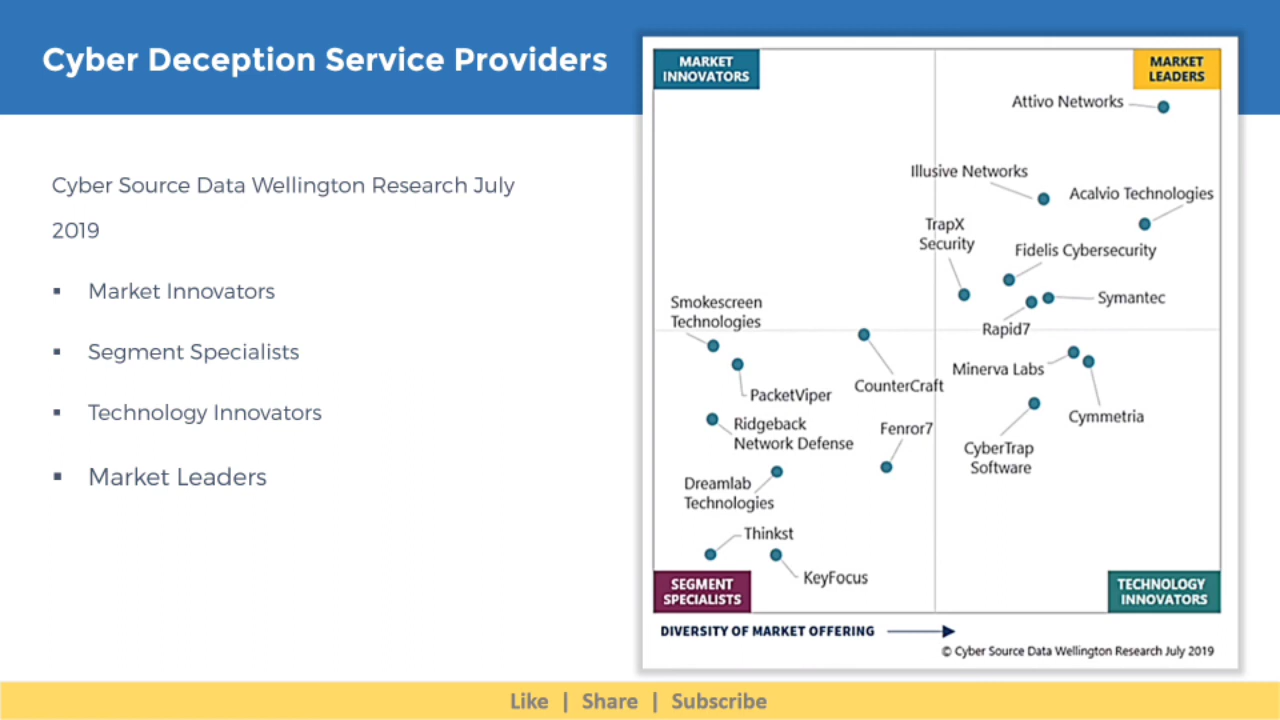 Cyber Deception Service Providers
Cyber Source Data Wellington Research July
2019
▪ Market Innovators
▪ Segment Specialists
▪ Technology Innovators
▪ Market Leaders
MARKET
INNOVATORS
MARKET
LEADERS
Attivo Networks
Illusive Networks
Acalvio Technologies
TrapX
Security
Fidelis Cybersecurity
Symantec
Rapid7
Smokescreen
Technologies
PacketViper
CounterCraft
Minerva Labs
Cymmetria
Ridgeback
Network Defense
Fenror7
CyberTrap
Software
Dreamlab
Technologies
Thinkst
KeyFocus
SEGMENT
SPECIALISTS
TECHNOLOGY
INNOVATORS
DIVERSITY OF MARKET OFFERING
© Cyber Source Data Wellington Research July 2019
Like | Share | Subscribe